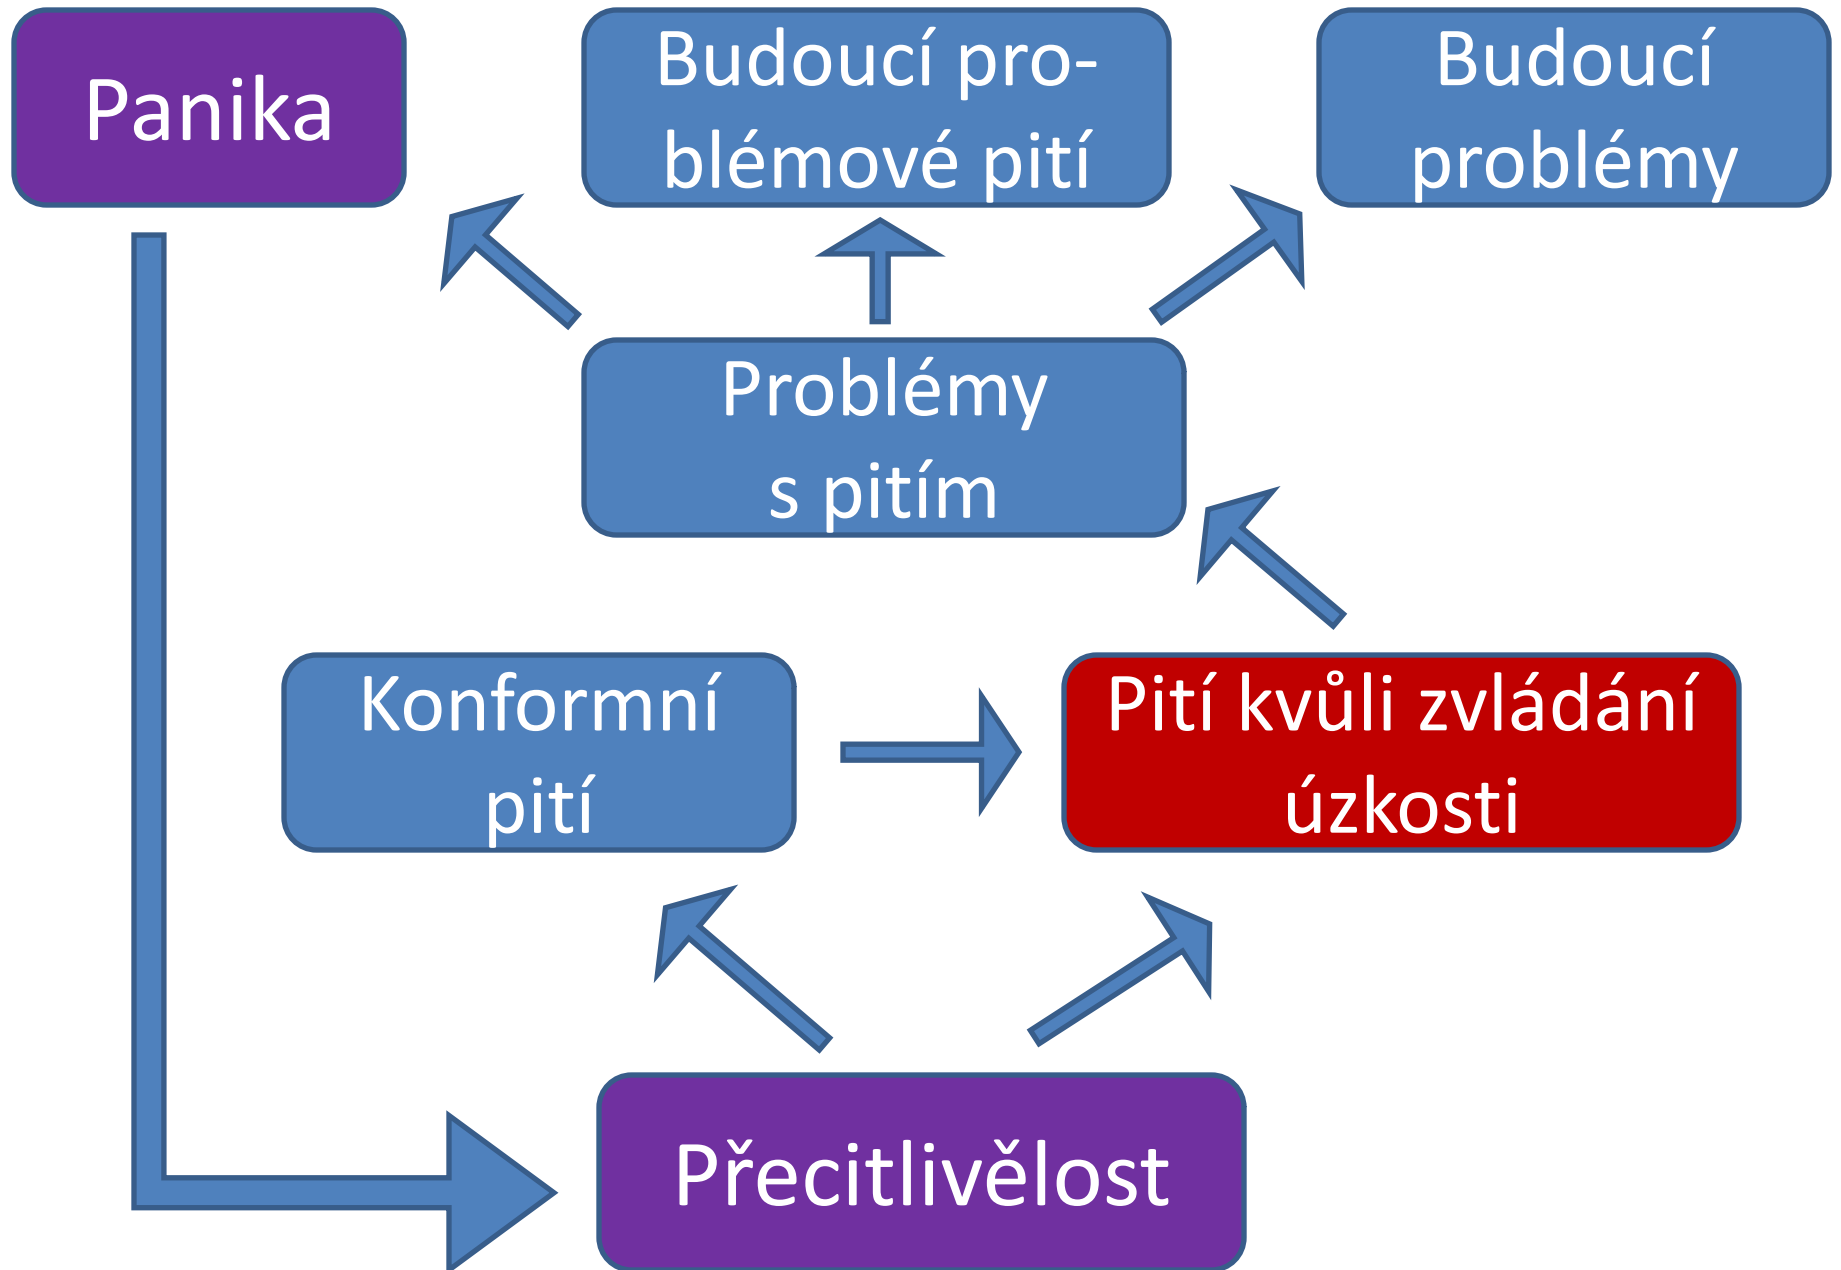 Panika
Budoucí pro-
blémové pití
Budoucí
problémy
Problémy
s pitím
Konformní
pití
Pití kvůli zvládání
úzkosti
Přecitlivělost